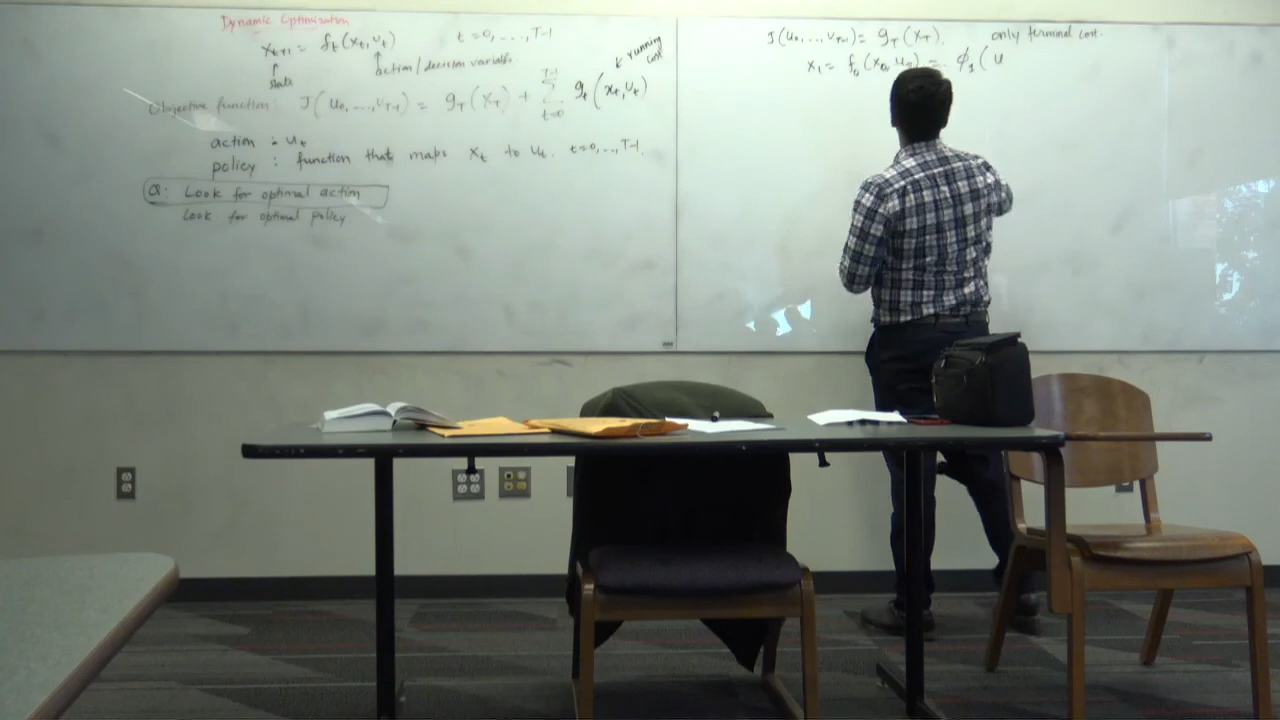 Dynamic Optimization
x_{t+1} = f_t(x_t, u_t) t=0,...,T-1
↑ state ↑ action/decision variable
↙ running cost
Objective function: J(u_0,...,u_{T-1}) = g_T(x_T) + \sum_{t=0}^{T-1} g_t(x_t, u_t)
action : u_t
policy : function that maps x_t to u_t. t=0,...,T-1.
Q: Look for optimal action
Look for optimal policy
J(u_0,...,u_{T-1}) = g_T(x_T). only terminal cost.
x_1 = f_0(x_0, u_0) = φ_1(u